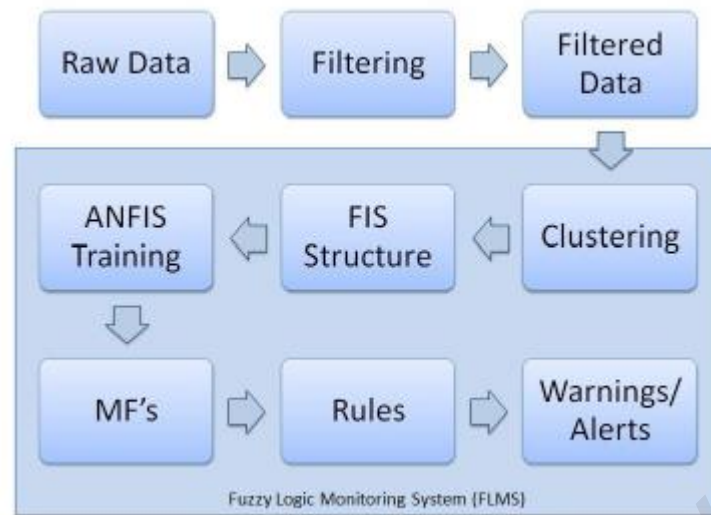 Raw Data
Filtering
Filtered
Data
Clustering
FIS
Structure
ANFIS
Training
MF's
Rules
Warnings/
Alerts
Fuzzy Logic Monitoring System (FLMS)